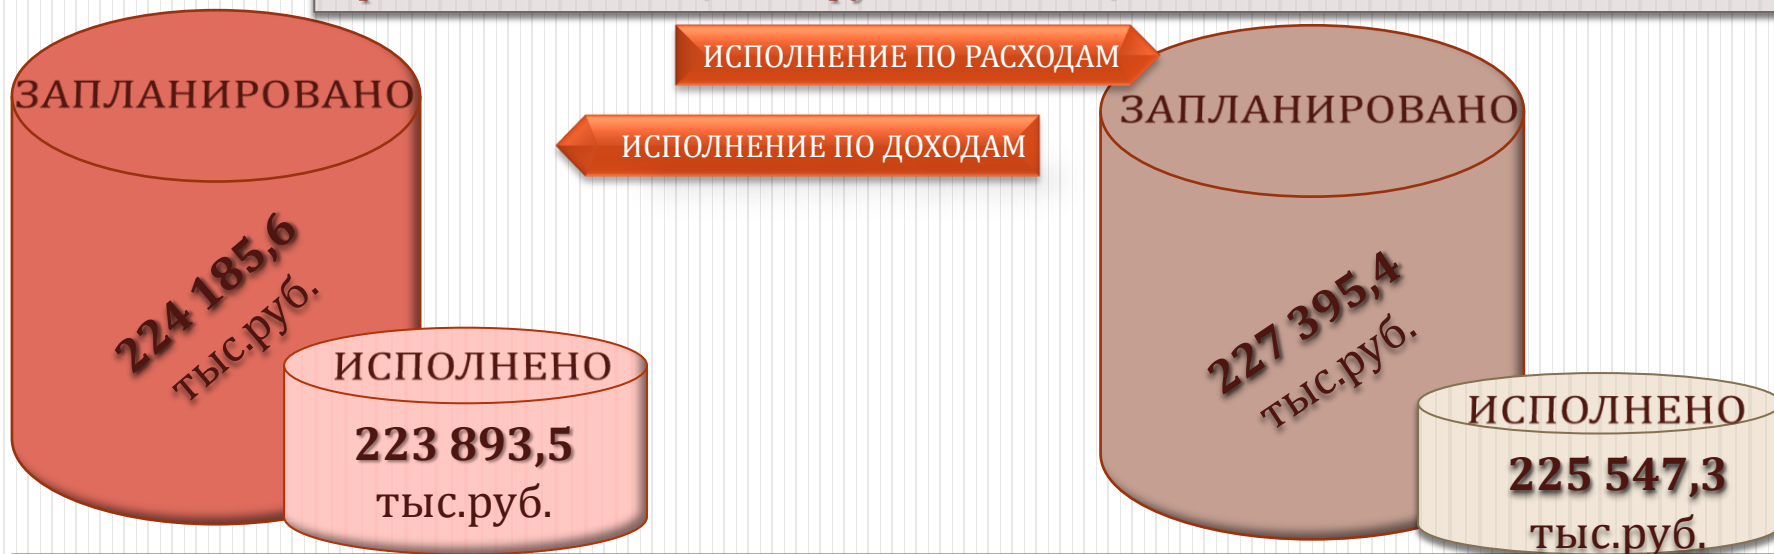 ИСПОЛНЕНИЕ ПО РАСХОДАМ
ИСПОЛНЕНИЕ ПО ДОХОДАМ
ЗАПЛАНИРОВАНО
224 185,6
тыс.руб.
ИСПОЛНЕНО
223 893,5
тыс.руб.
ЗАПЛАНИРОВАНО
227 395,4
тыс.руб.
ИСПОЛНЕНО
225 547,3
тыс.руб.